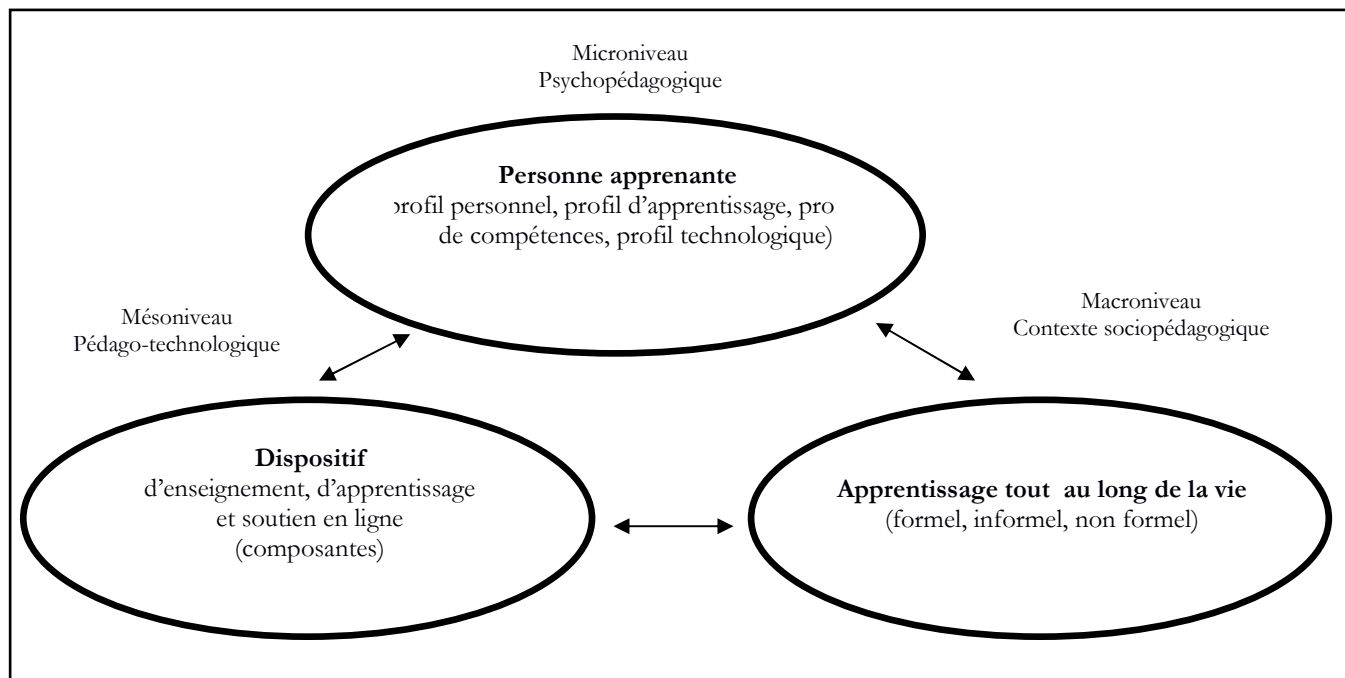 Microniveau
Psychopédagogique
Personne apprenante
rofil personnel, profil d’apprentissage, pro
de compétences, profil technologique)
Mésoniveau
Pédago-technologique
Macroniveau
Contexte sociopédagogique
Dispositif
d’enseignement, d’apprentissage
et soutien en ligne
(composantes)
Apprentissage tout au long de la vie
(formel, informel, non formel)